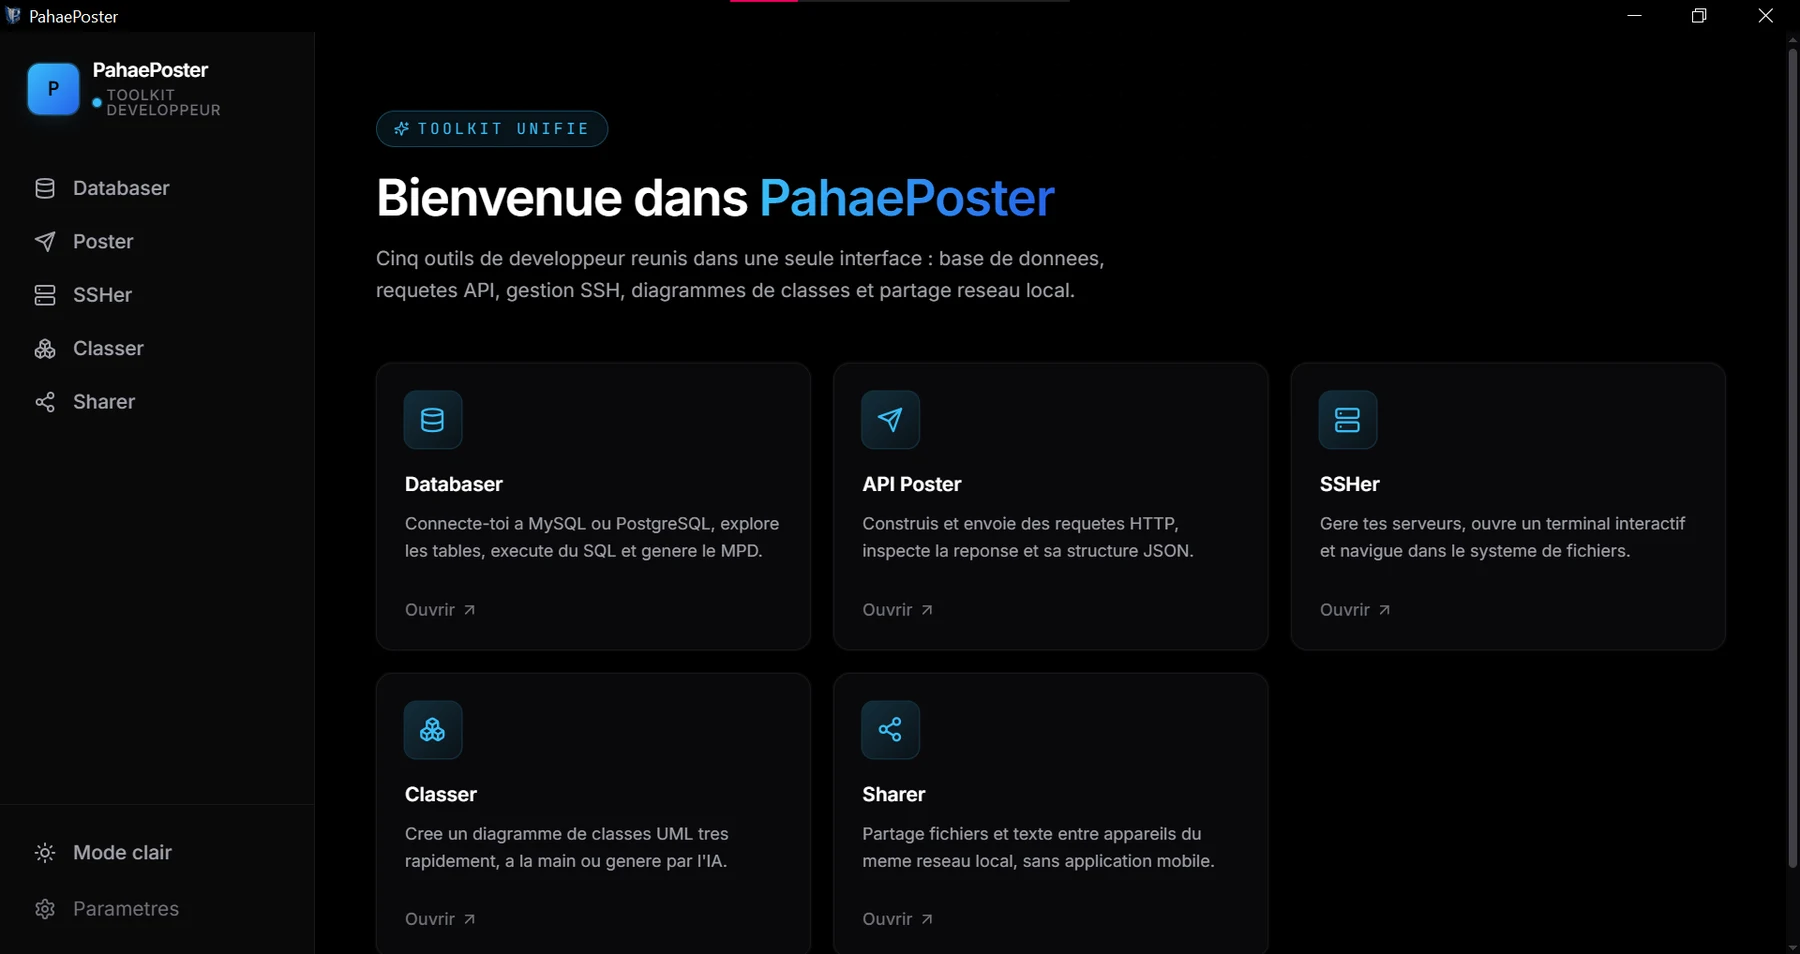 PahaePoster
P
PahaePoster
TOOLKIT
DEVELOPPEUR
Databaser
Poster
SSHer
Classer
Sharer
Mode clair
Parametres
TOOLKIT UNIFIE
Bienvenue dans PahaePoster
Cinq outils de developpeur reunis dans une seule interface : base de donnees,
requetes API, gestion SSH, diagrammes de classes et partage reseau local.
Databaser
Connecte-toi a MySQL ou PostgreSQL, explore
les tables, execute du SQL et genere le MPD.
Ouvrir
API Poster
Construis et envoie des requetes HTTP,
inspecte la reponse et sa structure JSON.
Ouvrir
SSHer
Gere tes serveurs, ouvre un terminal interactif
et navigue dans le systeme de fichiers.
Ouvrir
Classer
Cree un diagramme de classes UML tres
rapidement, a la main ou genere par l'IA.
Ouvrir
Sharer
Partage fichiers et texte entre appareils du
meme reseau local, sans application mobile.
Ouvrir